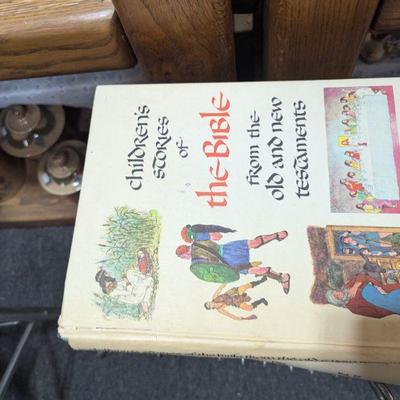 children's
stories
of
the BiBle
from the
old and new
testaments